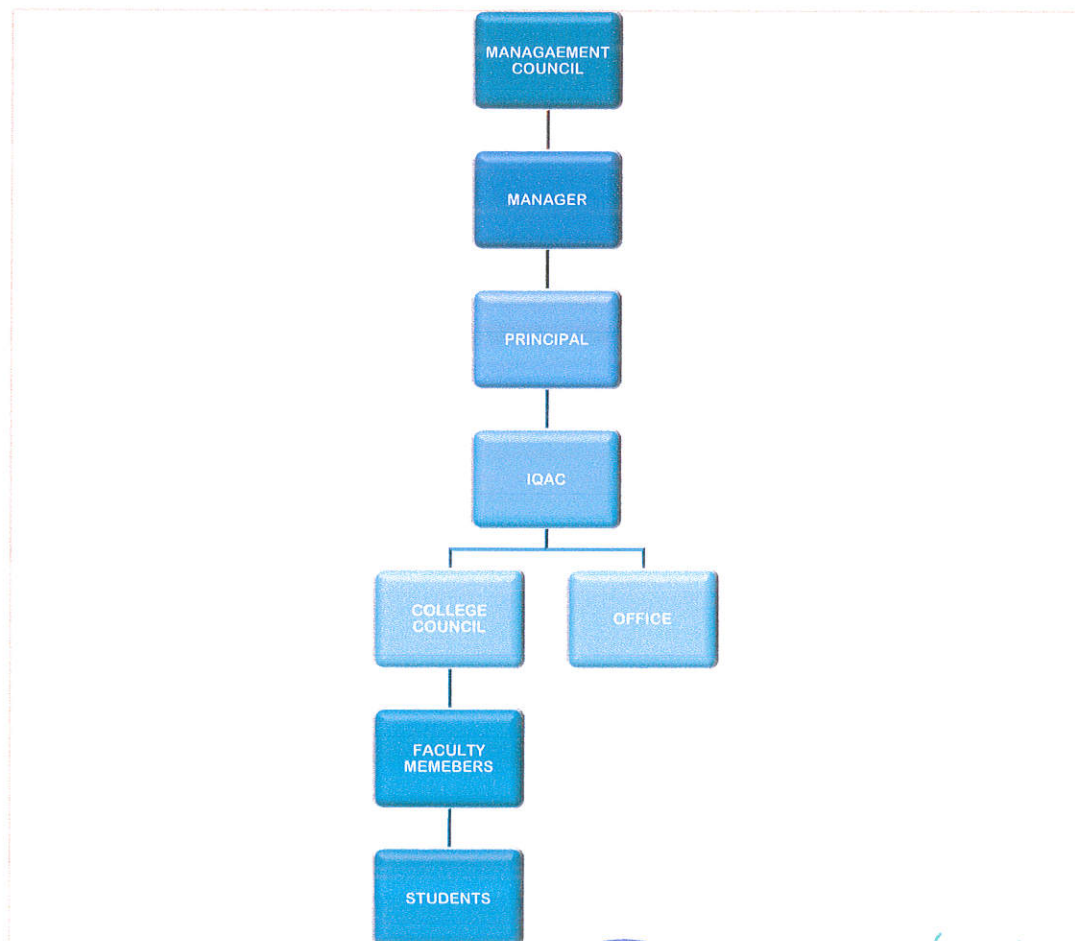 MANAGAEMENT
COUNCIL
MANAGER
PRINCIPAL
IQAC
COLLEGE
COUNCIL
OFFICE
FACULTY
MEMEBERS
STUDENTS